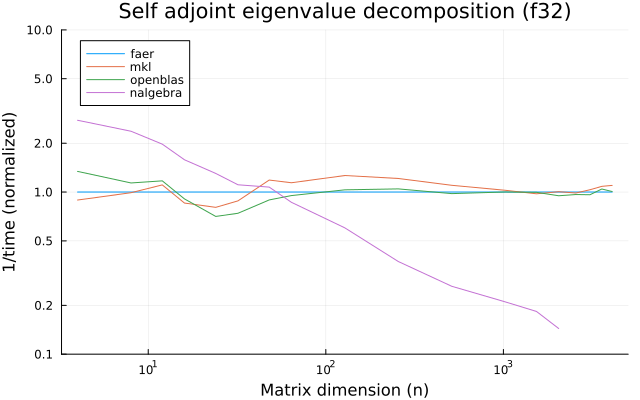 Self adjoint eigenvalue decomposition (f32)
1/time (normalized)
10.0
5.0
2.0
1.0
0.5
0.2
0.1
faer
mkl
openblas
nalgebra
10¹ 10² 10³
Matrix dimension (n)